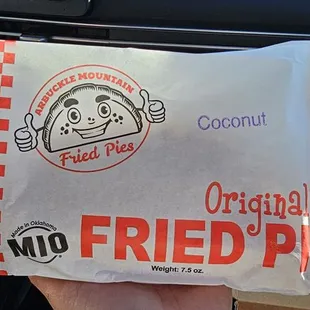 ARBUCKLE MOUNTAIN
Fried Pies
Coconut
Original
Made in Oklahoma
MIO
FRIED P
Weight: 7.5 oz.